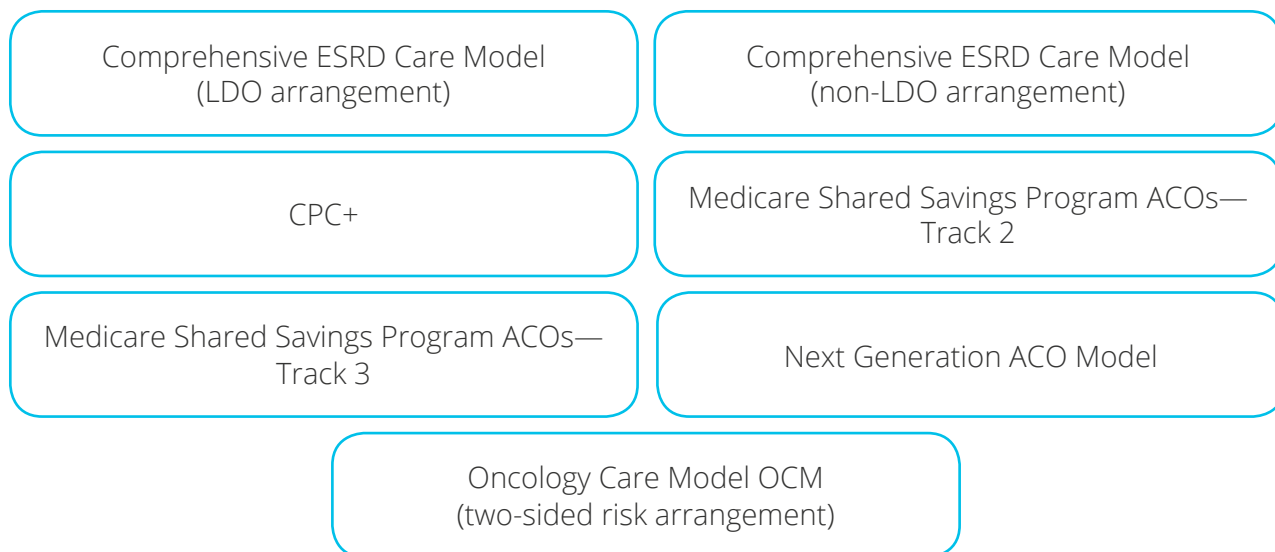 Comprehensive ESRD Care Model
(LDO arrangement)
Comprehensive ESRD Care Model
(non-LDO arrangement)
CPC+
Medicare Shared Savings Program ACOs—
Track 2
Medicare Shared Savings Program ACOs—
Track 3
Next Generation ACO Model
Oncology Care Model OCM
(two-sided risk arrangement)